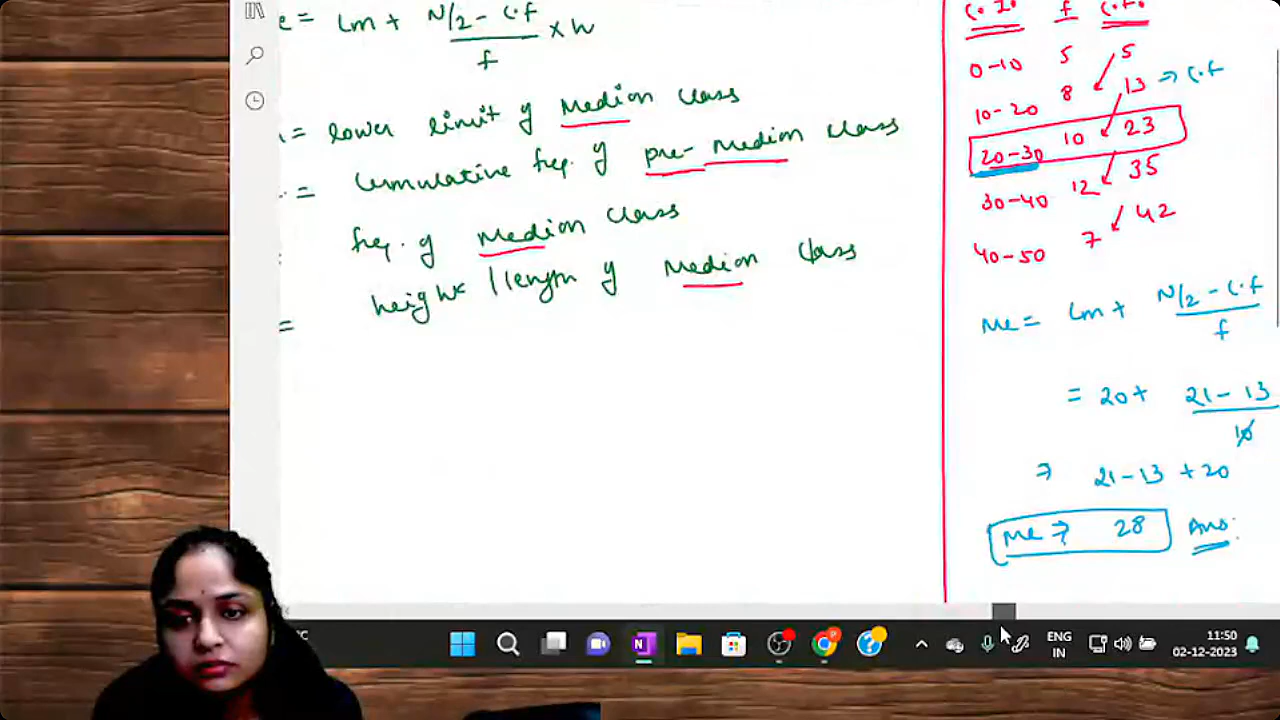 e = Lm + N/2 - C.f / f × w
= lower limit of Median class
= Cumulative freq. of pre-Median class
freq. of Median class
= height / length of Median class
C.I. f C.f.
0-10 5 5
10-20 8 13 ⇒ C.f
20-30 10 23
30-40 12 35
40-50 7 42
Me = Lm + N/2 - C.f / f
= 20 + 21 - 13 / 10
⇒ 21 - 13 + 20
Me ⇒ 28 Ans:
ENG
IN
11:50
02-12-2023